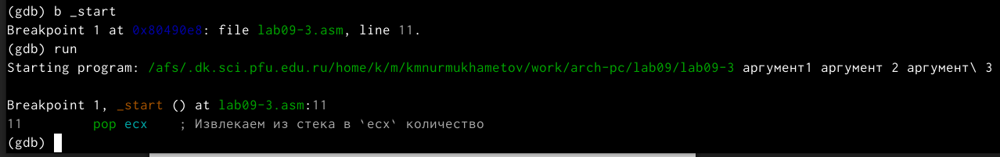 (gdb) b _start
Breakpoint 1 at 0x80490e8: file lab09-3.asm, line 11.
(gdb) run
Starting program: /afs/.dk.sci.pfu.edu.ru/home/k/m/kmnurmukhametov/work/arch-pc/lab09/lab09-3 аргумент1 аргумент 2 аргумент\ 3
Breakpoint 1, _start () at lab09-3.asm:11
11 pop ecx ; Извлекаем из стека в `ecx` количество
(gdb)